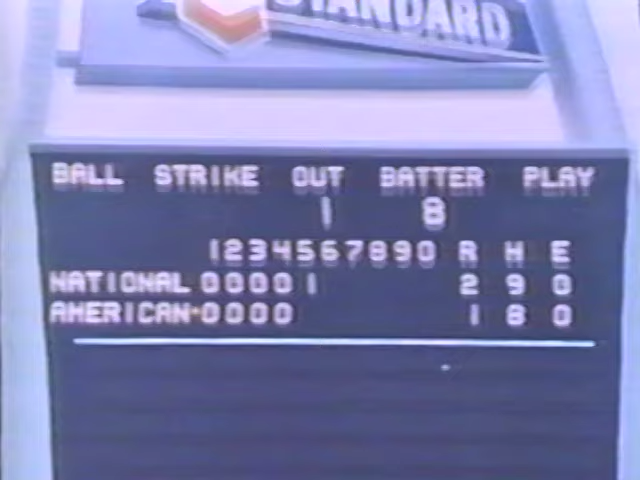 STANDARD
BALL STRIKE OUT BATTER PLAY
1 8
1234567890 R H E
NATIONAL 00001 2 9 0
AMERICAN 0000 1 8 0